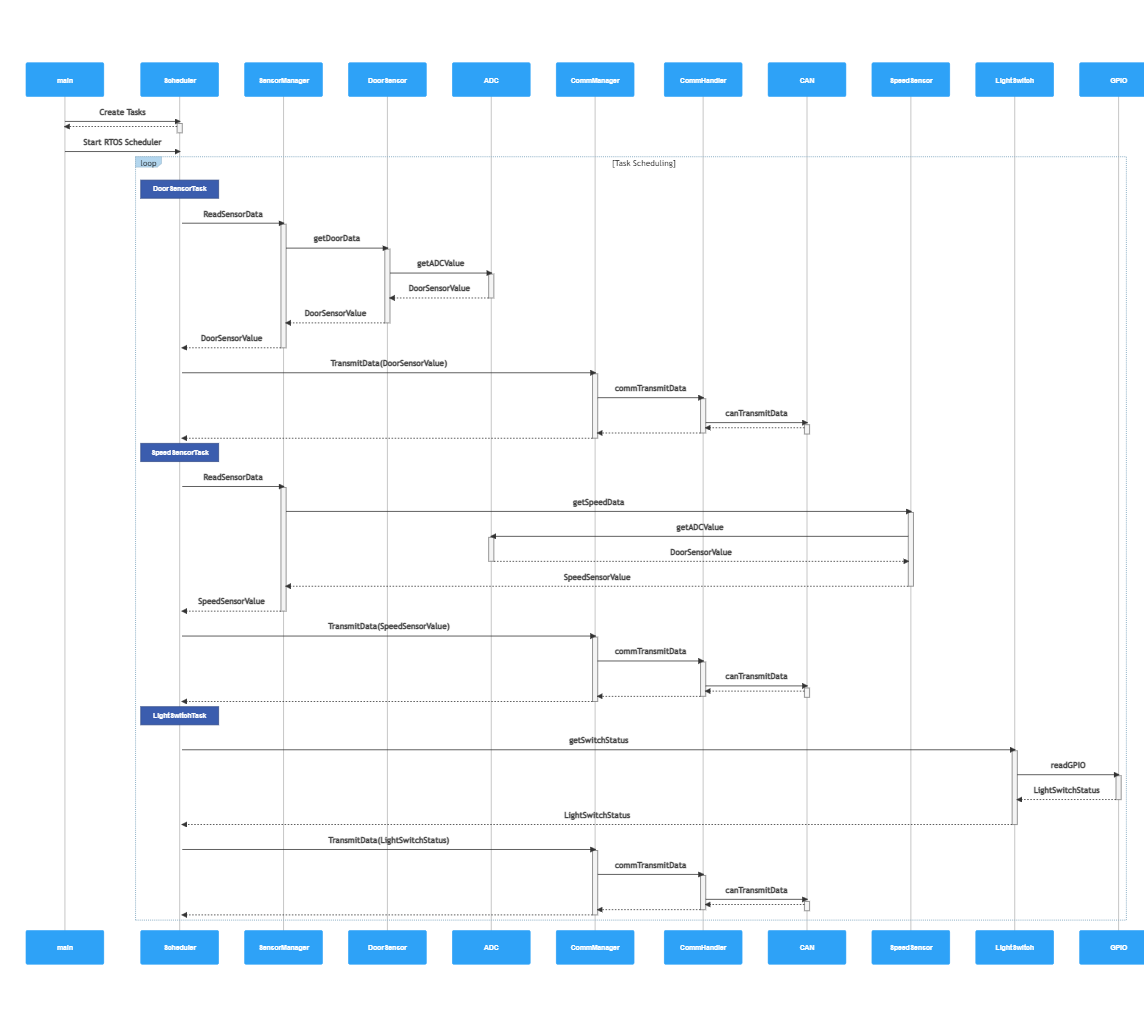 main Scheduler SensorManager DoorSensor ADC CommManager CommHandler CAN SpeedSensor LightSwitch GPIO
Create Tasks
Start RTOS Scheduler
loop [Task Scheduling]
DoorSensorTask
ReadSensorData
getDoorData
getADCValue
DoorSensorValue
DoorSensorValue
DoorSensorValue
TransmitData(DoorSensorValue)
commTransmitData
canTransmitData
SpeedSensorTask
ReadSensorData
getSpeedData
getADCValue
DoorSensorValue
SpeedSensorValue
SpeedSensorValue
TransmitData(SpeedSensorValue)
commTransmitData
canTransmitData
LightSwitchTask
getSwitchStatus
readGPIO
LightSwitchStatus
LightSwitchStatus
TransmitData(LightSwitchStatus)
commTransmitData
canTransmitData
main Scheduler SensorManager DoorSensor ADC CommManager CommHandler CAN SpeedSensor LightSwitch GPIO